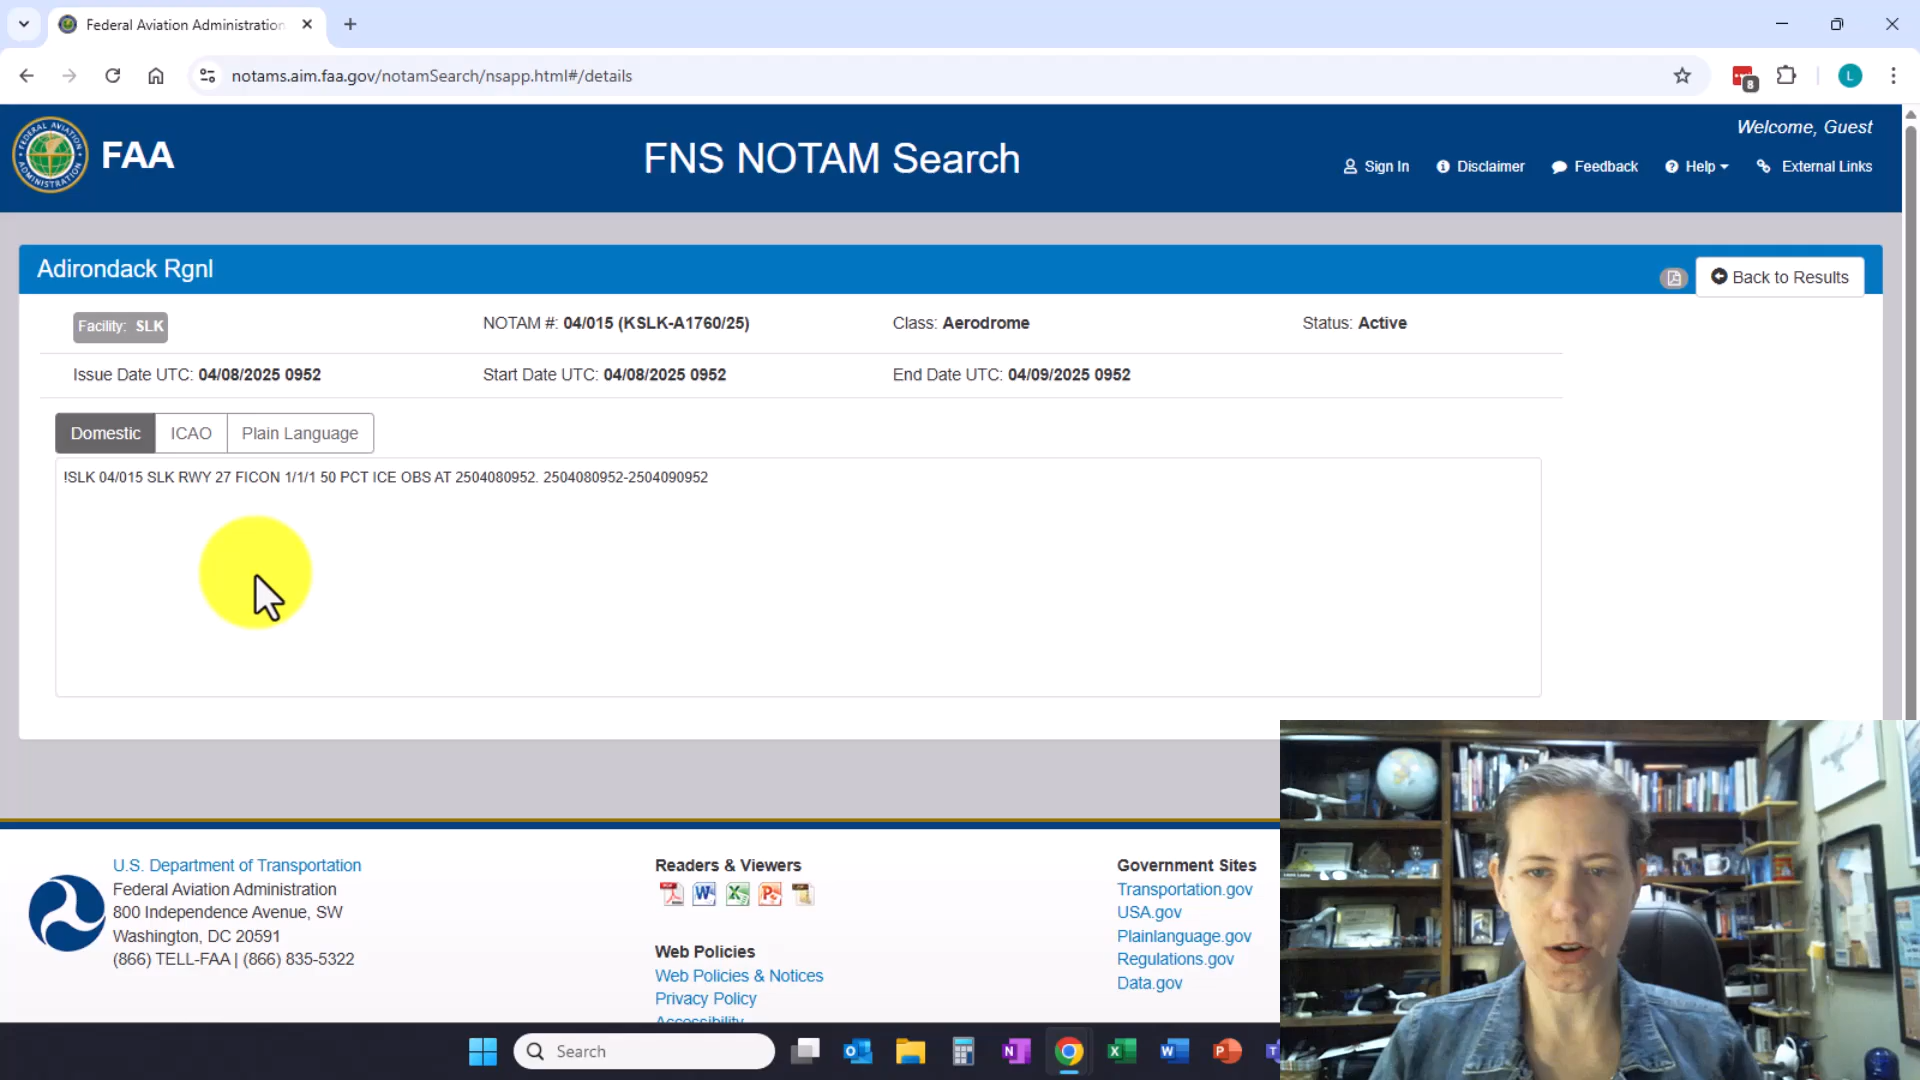 Federal Aviation Administration
notams.aim.faa.gov/notamSearch/nsapp.html#/details
8
L
Welcome, Guest
FAA
FNS NOTAM Search
Sign In
Disclaimer
Feedback
Help
External Links
Adirondack Rgnl
Back to Results
Facility: SLK
NOTAM #: 04/015 (KSLK-A1760/25)
Class: Aerodrome
Status: Active
Issue Date UTC: 04/08/2025 0952
Start Date UTC: 04/08/2025 0952
End Date UTC: 04/09/2025 0952
Domestic
ICAO
Plain Language
!SLK 04/015 SLK RWY 27 FICON 1/1/1 50 PCT ICE OBS AT 2504080952. 2504080952-2504090952
U.S. Department of Transportation
Federal Aviation Administration
800 Independence Avenue, SW
Washington, DC 20591
(866) TELL-FAA | (866) 835-5322
Readers & Viewers
Web Policies
Web Policies & Notices
Privacy Policy
Accessibility
Government Sites
Transportation.gov
USA.gov
Plainlanguage.gov
Regulations.gov
Data.gov
Search